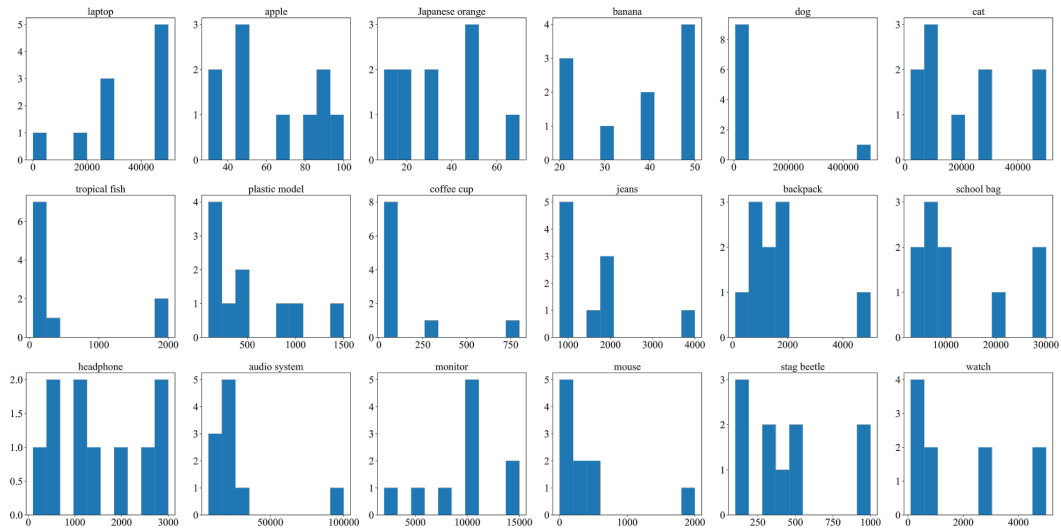 laptop
5
4
3
2
1
0
0 20000 40000
apple
3
2
1
0
40 60 80 100
Japanese orange
3
2
1
0
20 40 60
banana
4
3
2
1
0
20 30 40 50
dog
8
6
4
2
0
200000 400000
cat
3
2
1
0
20000 40000
tropical fish
6
4
2
0
0 1000 2000
plastic model
4
3
2
1
0
500 1000 1500
coffee cup
8
6
4
2
0
0 250 500 750
jeans
5
4
3
2
1
0
1000 2000 3000 4000
backpack
3
2
1
0
0 2000 4000
school bag
3
2
1
0
10000 20000 30000
headphone
2.0
1.5
1.0
0.5
0.0
0 1000 2000 3000
audio system
5
4
3
2
1
0
50000 100000
monitor
5
4
3
2
1
0
5000 10000 15000
mouse
5
4
3
2
1
0
0 1000 2000
stag beetle
3
2
1
0
250 500 750 1000
watch
4
3
2
1
0
0 2000 4000